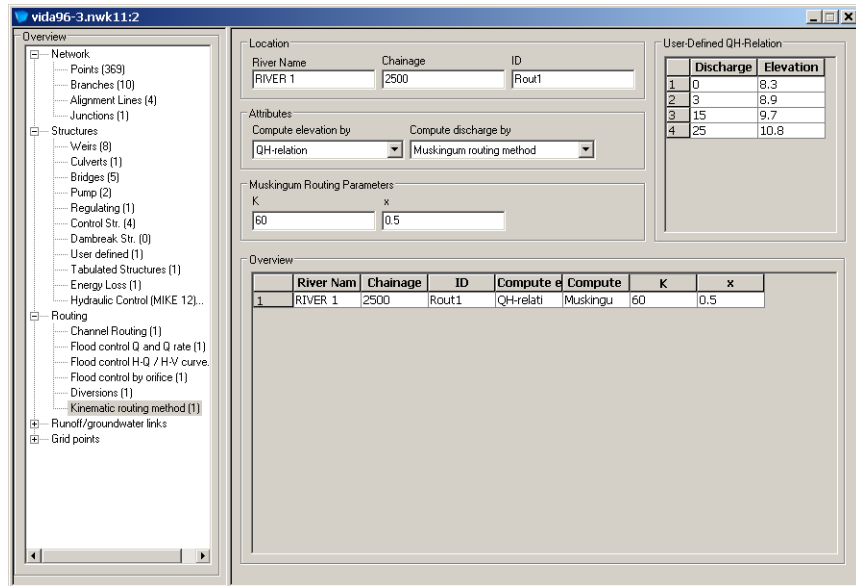 vida96-3.nwk11:2
Overview
Network
Points (369)
Branches (10)
Alignment Lines (4)
Junctions (1)
Structures
Weirs (8)
Culverts (1)
Bridges (5)
Pump (2)
Regulating (1)
Control Str. (4)
Dambreak Str. (0)
User defined (1)
Tabulated Structures (1)
Energy Loss (1)
Hydraulic Control (MIKE 12)...
Routing
Channel Routing (1)
Flood control Q and Q rate (1)
Flood control H-Q / H-V curve.
Flood control by orifice (1)
Diversions (1)
Kinematic routing method (1)
Runoff/groundwater links
Grid points
Location
River Name Chainage ID
RIVER 1 2500 Rout1
Attributes
Compute elevation by Compute discharge by
QH-relation Muskingum routing method
Muskingum Routing Parameters
K x
60 0.5
User-Defined QH-Relation
Discharge Elevation
1 0 8.3
2 3 8.9
3 15 9.7
4 25 10.8
Overview
River Nam Chainage ID Compute e Compute K x
1 RIVER 1 2500 Rout1 QH-relati Muskingu 60 0.5